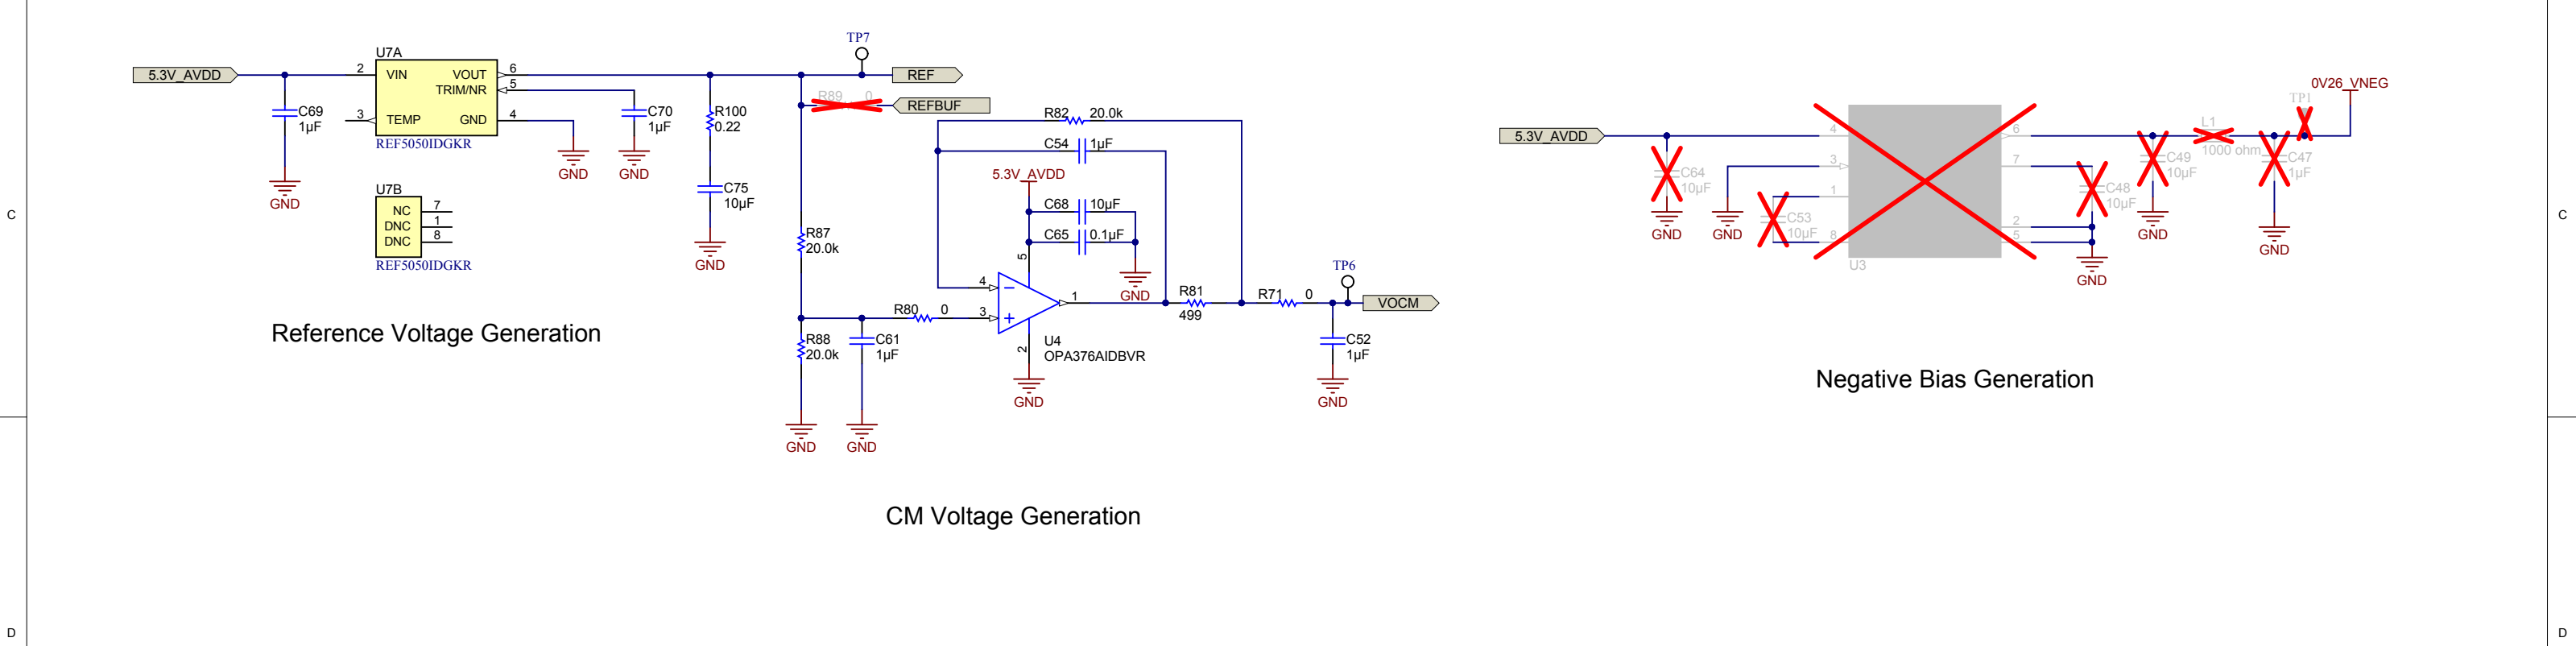 U7A
5.3V_AVDD
2
VIN
VOUT
6
TRIM/NR
5
3
TEMP
GND
4
REF5050IDGKR
C69
1µF
GND
GND
C70
1µF
GND
R100
0.22
C75
10µF
GND
U7B
NC
7
DNC
1
DNC
8
REF5050IDGKR
Reference Voltage Generation
TP7
REF
R89
0
REFBUF
R82
20.0k
C54
1µF
5.3V_AVDD
C68
10µF
C65
0.1µF
GND
R87
20.0k
5
4
3
1
2
R80
0
R88
20.0k
C61
1µF
GND
GND
U4
OPA376AIDBVR
GND
R81
499
R71
0
TP6
VOCM
C52
1µF
GND
CM Voltage Generation
5.3V_AVDD
C64
10µF
GND
GND
C53
10µF
4
3
1
8
U3
6
7
2
5
C48
10µF
GND
C49
10µF
GND
L1
1000 ohm
C47
1µF
GND
TP1
0V26_VNEG
Negative Bias Generation
C
C
D
D